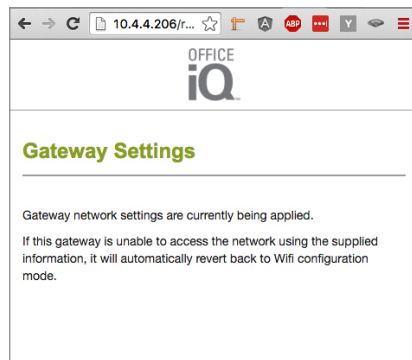 10.4.4.206/r...
ABP
Y
OFFICE
iQ
Gateway Settings
Gateway network settings are currently being applied.
If this gateway is unable to access the network using the supplied
information, it will automatically revert back to Wifi configuration
mode.